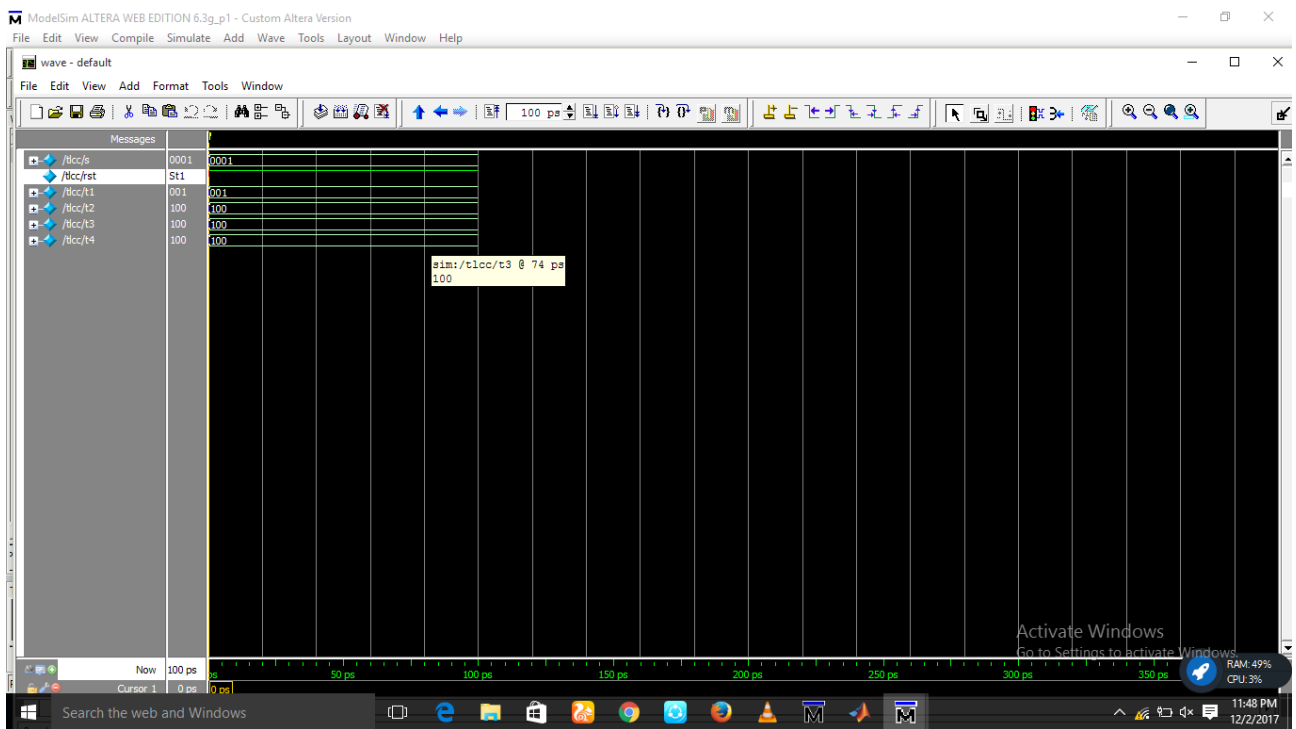 ModelSim ALTERA WEB EDITION 6.3g_p1 - Custom Altera Version
File Edit View Compile Simulate Add Wave Tools Layout Window Help
wave - default
File Edit View Add Format Tools Window
100 ps
Messages
/tlcc/s 0001 0001
/tlcc/rst St1
/tlcc/t1 001 001
/tlcc/t2 100 100
/tlcc/t3 100 100
/tlcc/t4 100 100
sim:/tlcc/t3 @ 74 ps
100
Activate Windows
Go to Settings to activate Windows.
Now 100 ps ps 50 ps 100 ps 150 ps 200 ps 250 ps 300 ps 350 ps
Cursor 1 0 ps 0 ps
RAM: 49%
CPU: 3%
Search the web and Windows
11:48 PM
12/2/2017